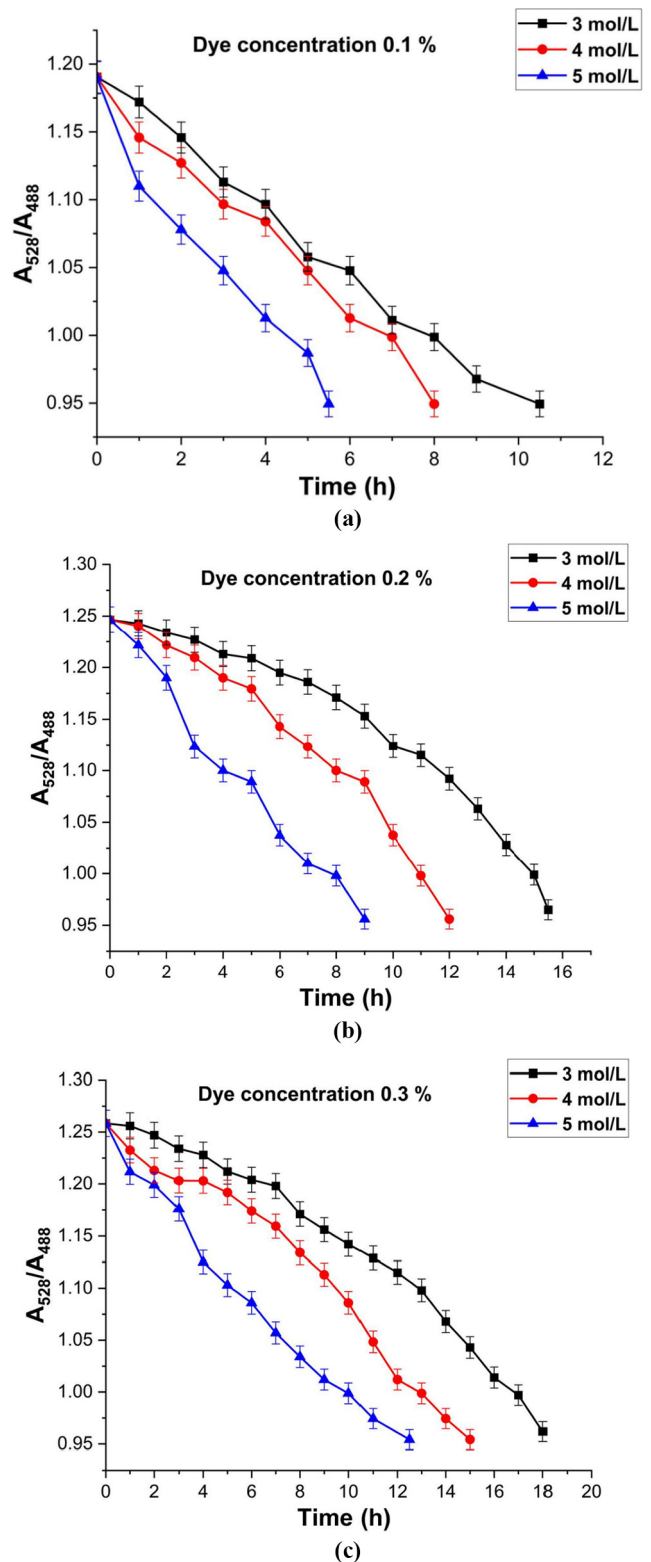 Dye concentration 0.1 %
3 mol/L
4 mol/L
5 mol/L
1.20
1.15
1.10
1.05
1.00
0.95
A528/A488
0 2 4 6 8 10 12
Time (h)
(a)
Dye concentration 0.2 %
3 mol/L
4 mol/L
5 mol/L
1.30
1.25
1.20
1.15
1.10
1.05
1.00
0.95
A528/A488
0 2 4 6 8 10 12 14 16
Time (h)
(b)
Dye concentration 0.3 %
3 mol/L
4 mol/L
5 mol/L
1.30
1.25
1.20
1.15
1.10
1.05
1.00
0.95
A528/A488
0 2 4 6 8 10 12 14 16 18 20
Time (h)
(c)